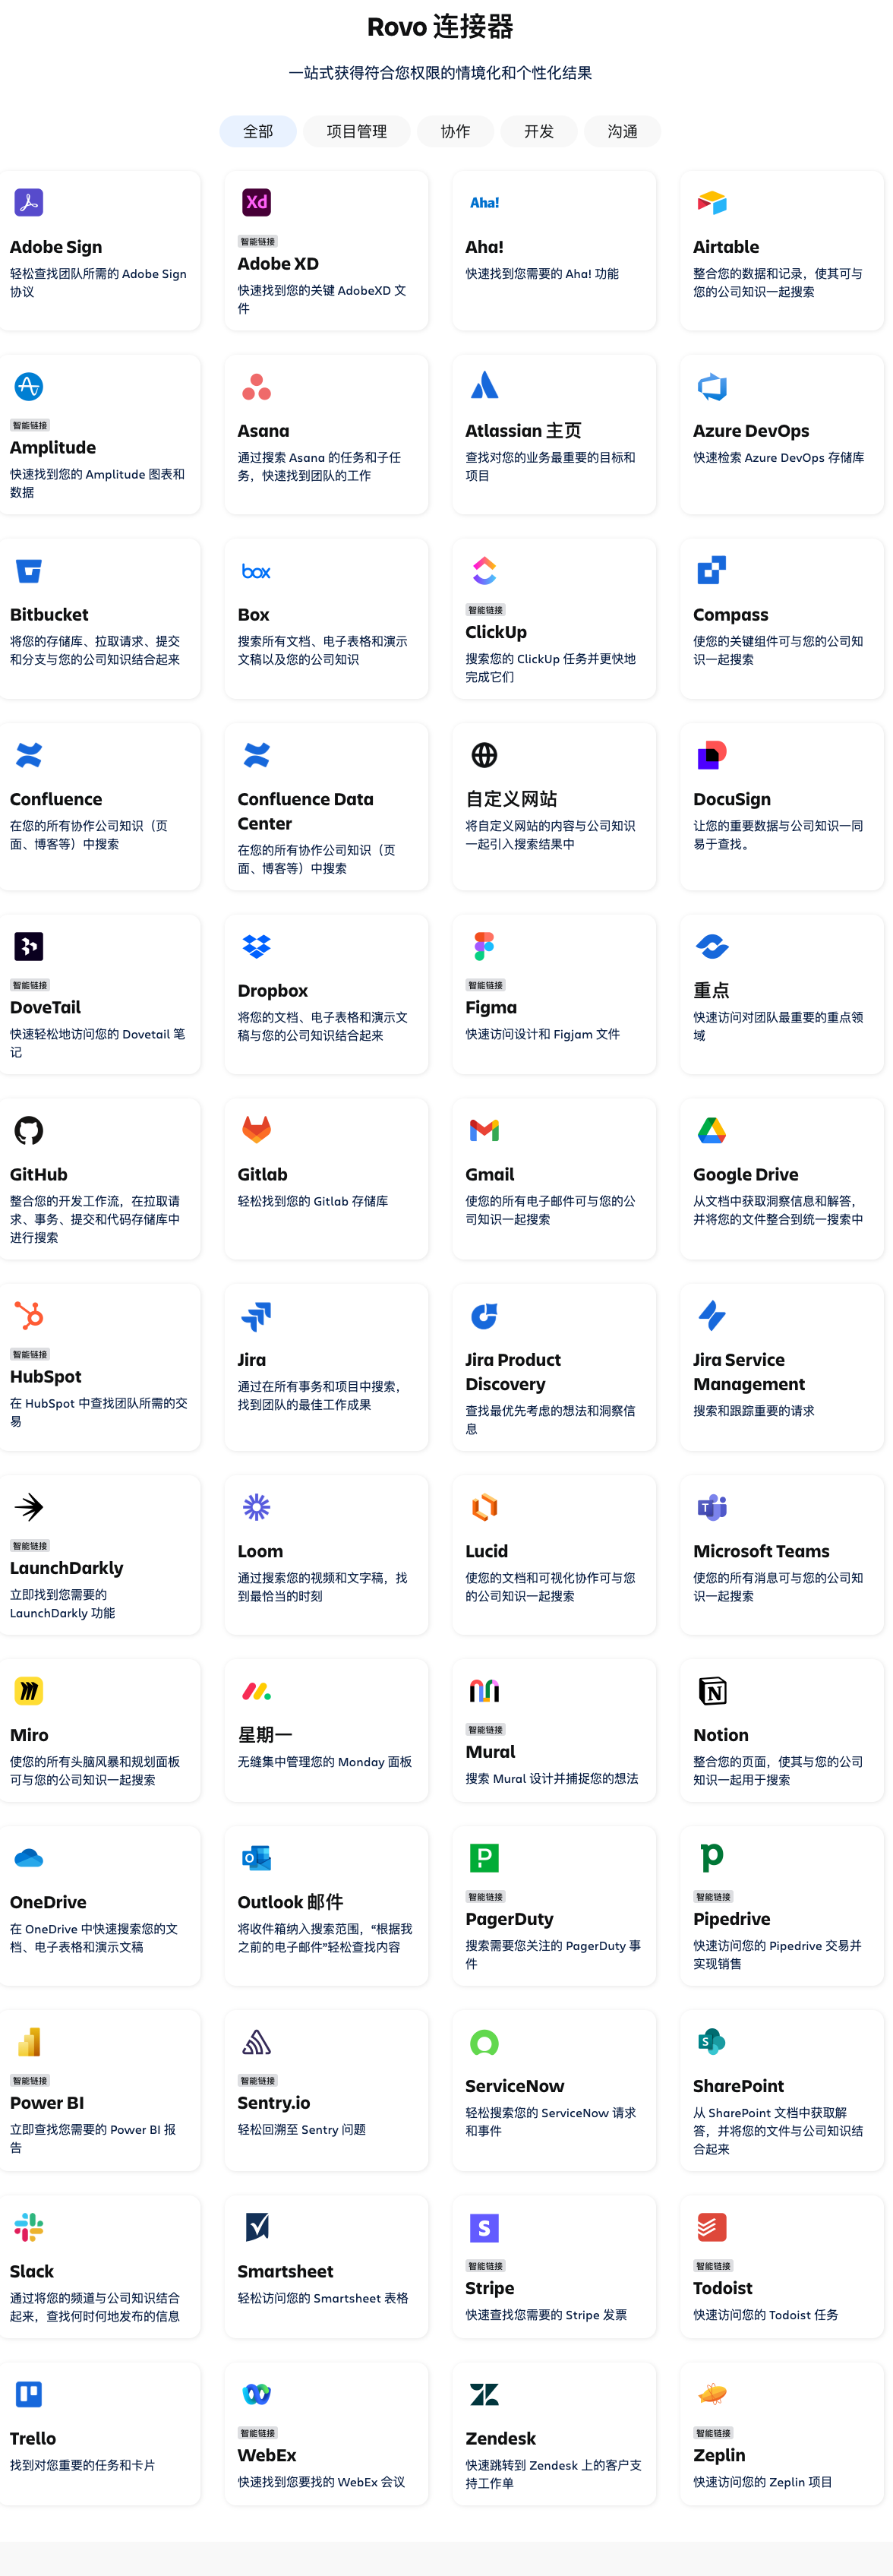 Rovo 连接器
一站式获得符合您权限的情境化和个性化结果
全部
项目管理
协作
开发
沟通
Adobe Sign
轻松查找团队所需的 Adobe Sign
协议
Xd
智能链接
Adobe XD
快速找到您的关键 AdobeXD 文
件
Aha!
Aha!
快速找到您需要的 Aha! 功能
Airtable
整合您的数据和记录，使其可与
您的公司知识一起搜索
智能链接
Amplitude
快速找到您的 Amplitude 图表和
数据
Asana
通过搜索 Asana 的任务和子任
务，快速找到团队的工作
Atlassian 主页
查找对您的业务最重要的目标和
项目
Azure DevOps
快速检索 Azure DevOps 存储库
Bitbucket
将您的存储库、拉取请求、提交
和分支与您的公司知识结合起来
box
Box
搜索所有文档、电子表格和演示
文稿以及您的公司知识
智能链接
ClickUp
搜索您的 ClickUp 任务并更快地
完成它们
Compass
使您的关键组件可与您的公司知
识一起搜索
Confluence
在您的所有协作公司知识（页
面、博客等）中搜索
Confluence Data
Center
在您的所有协作公司知识（页
面、博客等）中搜索
自定义网站
将自定义网站的内容与公司知识
一起引入搜索结果中
DocuSign
让您的重要数据与公司知识一同
易于查找。
智能链接
DoveTail
快速轻松地访问您的 Dovetail 笔
记
Dropbox
将您的文档、电子表格和演示文
稿与您的公司知识结合起来
智能链接
Figma
快速访问设计和 Figjam 文件
重点
快速访问对团队最重要的重点领
域
GitHub
整合您的开发工作流，在拉取请
求、事务、提交和代码存储库中
进行搜索
Gitlab
轻松找到您的 Gitlab 存储库
Gmail
使您的所有电子邮件可与您的公
司知识一起搜索
Google Drive
从文档中获取洞察信息和解答，
并将您的文件整合到统一搜索中
智能链接
HubSpot
在 HubSpot 中查找团队所需的交
易
Jira
通过在所有事务和项目中搜索，
找到团队的最佳工作成果
Jira Product
Discovery
查找最优先考虑的想法和洞察信
息
Jira Service
Management
搜索和跟踪重要的请求
智能链接
LaunchDarkly
立即找到您需要的
LaunchDarkly 功能
Loom
通过搜索您的视频和文字稿，找
到最恰当的时刻
Lucid
使您的文档和可视化协作可与您
的公司知识一起搜索
T
Microsoft Teams
使您的所有消息可与您的公司知
识一起搜索
Miro
使您的所有头脑风暴和规划面板
可与您的公司知识一起搜索
星期一
无缝集中管理您的 Monday 面板
智能链接
Mural
搜索 Mural 设计并捕捉您的想法
N
Notion
整合您的页面，使其与您的公司
知识一起用于搜索
OneDrive
在 OneDrive 中快速搜索您的文
档、电子表格和演示文稿
O
Outlook 邮件
将收件箱纳入搜索范围，“根据我
之前的电子邮件”轻松查找内容
P
智能链接
PagerDuty
搜索需要您关注的 PagerDuty 事
件
p
智能链接
Pipedrive
快速访问您的 Pipedrive 交易并
实现销售
智能链接
Power BI
立即查找您需要的 Power BI 报
告
智能链接
Sentry.io
轻松回溯至 Sentry 问题
ServiceNow
轻松搜索您的 ServiceNow 请求
和事件
S
SharePoint
从 SharePoint 文档中获取解
答，并将您的文件与公司知识结
合起来
Slack
通过将您的频道与公司知识结合
起来，查找何时何地发布的信息
Smartsheet
轻松访问您的 Smartsheet 表格
S
智能链接
Stripe
快速查找您需要的 Stripe 发票
智能链接
Todoist
快速访问您的 Todoist 任务
Trello
找到对您重要的任务和卡片
智能链接
WebEx
快速找到您要找的 WebEx 会议
Zendesk
快速跳转到 Zendesk 上的客户支
持工作单
智能链接
Zeplin
快速访问您的 Zeplin 项目